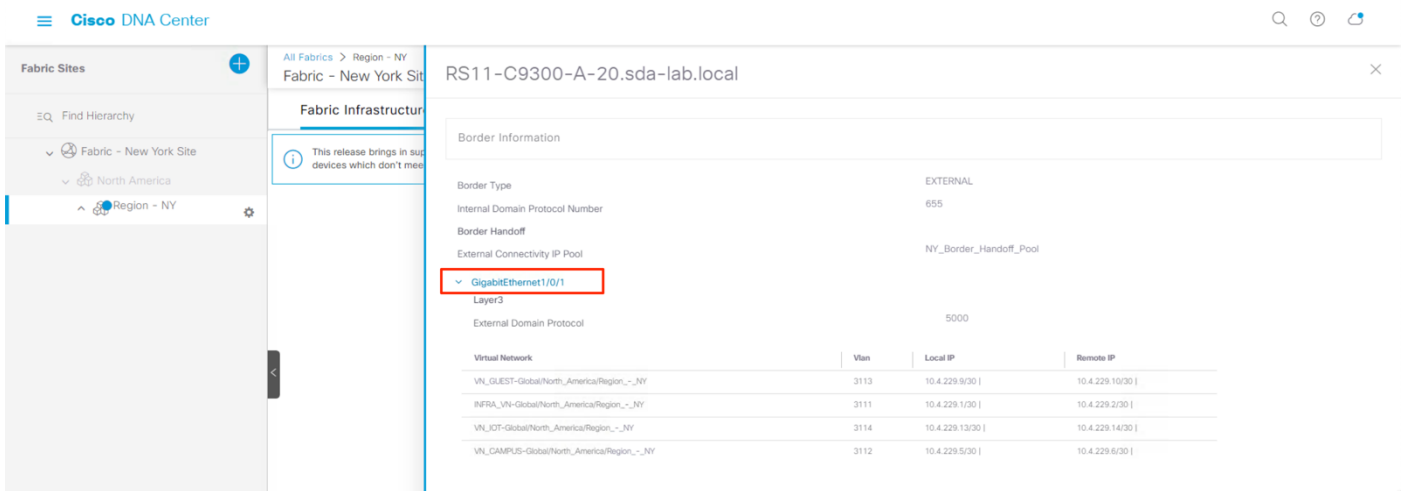 Cisco DNA Center
Fabric Sites
Find Hierarchy
Fabric - New York Site
North America
Region - NY
All Fabrics > Region - NY
Fabric - New York Sit
Fabric Infrastructur
This release brings in sup
devices which don't mee
RS11-C9300-A-20.sda-lab.local
Border Information
Border Type EXTERNAL
Internal Domain Protocol Number 655
Border Handoff
External Connectivity IP Pool NY_Border_Handoff_Pool
GigabitEthernet1/0/1
Layer3
External Domain Protocol 5000
Virtual Network Vlan Local IP Remote IP
VN_GUEST-Global/North_America/Region_-_NY 3113 10.4.229.9/30 | 10.4.229.10/30 |
INFRA_VN-Global/North_America/Region_-_NY 3111 10.4.229.1/30 | 10.4.229.2/30 |
VN_IOT-Global/North_America/Region_-_NY 3114 10.4.229.13/30 | 10.4.229.14/30 |
VN_CAMPUS-Global/North_America/Region_-_NY 3112 10.4.229.5/30 | 10.4.229.6/30 |